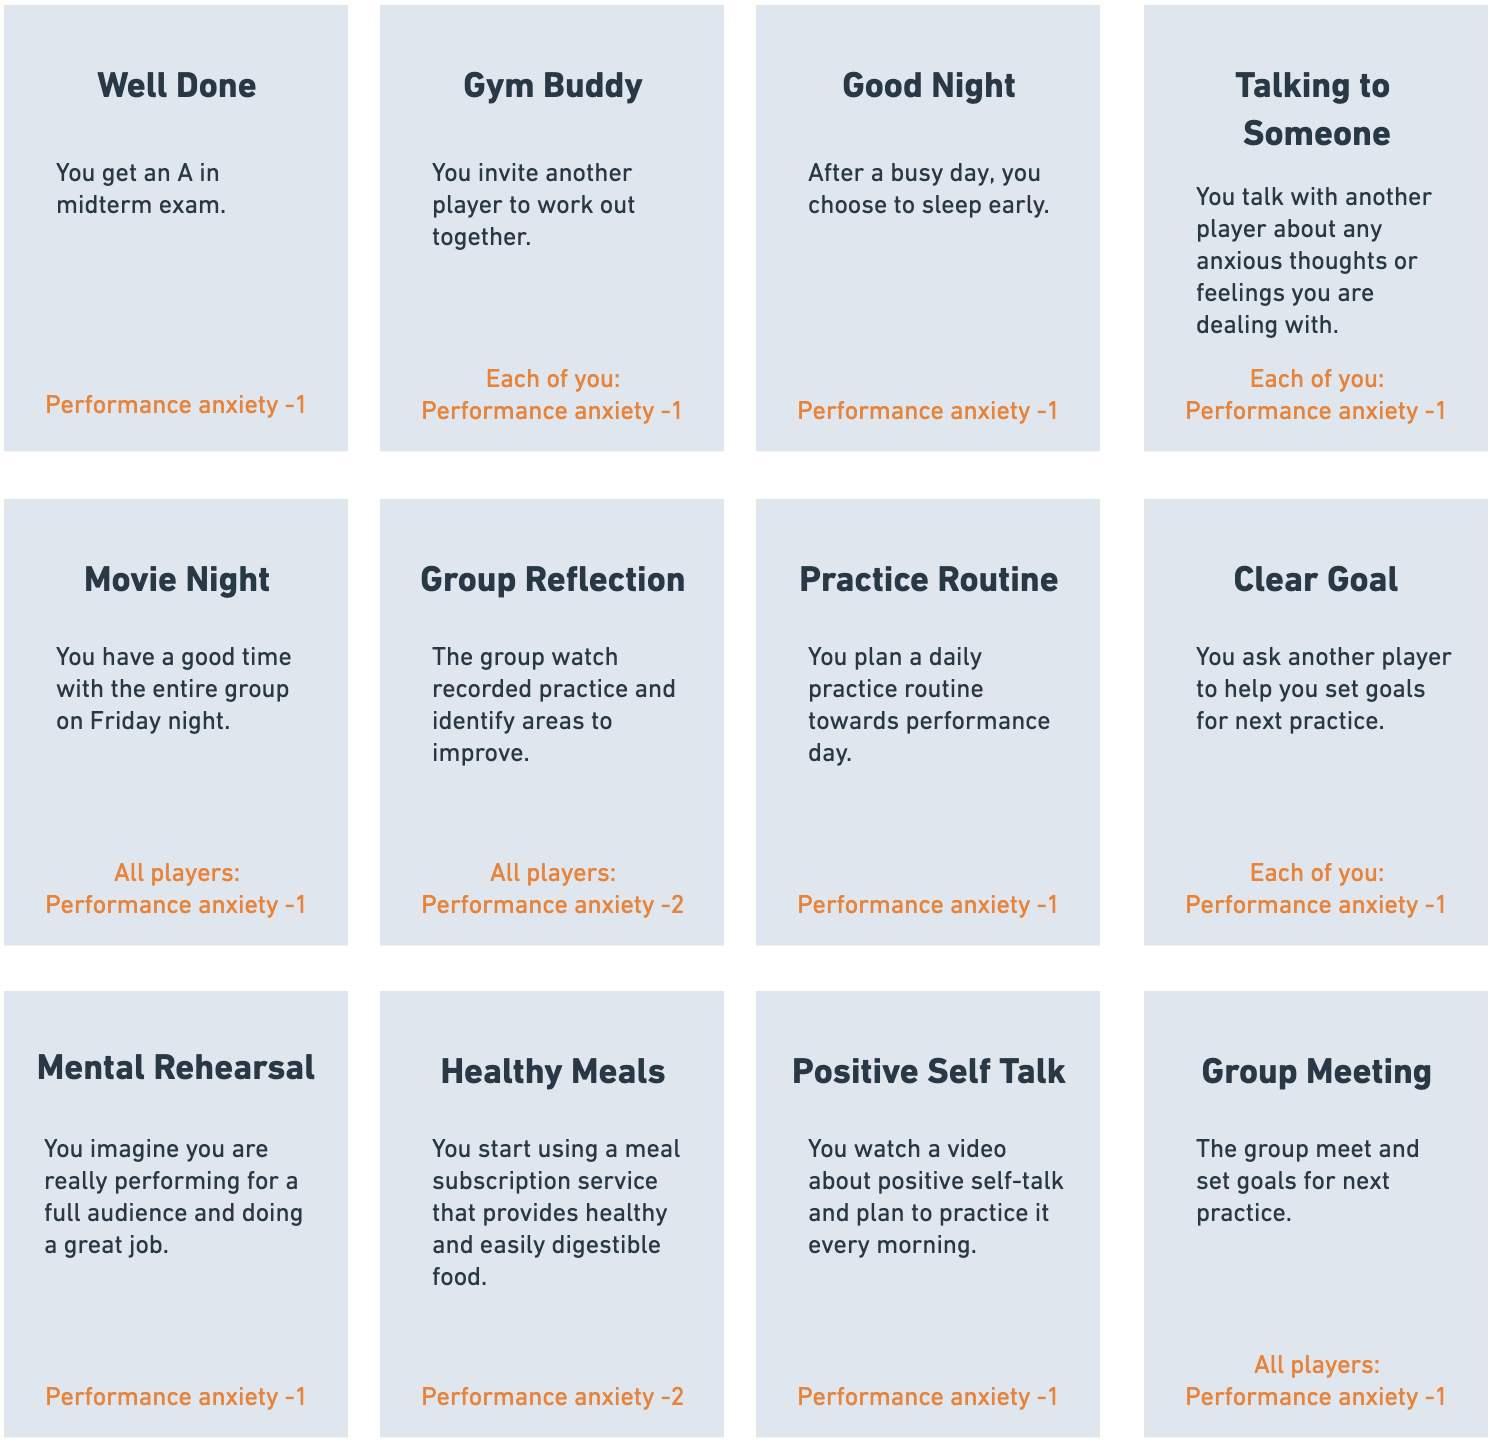 Well Done
You get an A in
midterm exam.
Performance anxiety -1
Gym Buddy
You invite another
player to work out
together.
Each of you:
Performance anxiety -1
Good Night
After a busy day, you
choose to sleep early.
Performance anxiety -1
Talking to
Someone
You talk with another
player about any
anxious thoughts or
feelings you are
dealing with.
Each of you:
Performance anxiety -1
Movie Night
You have a good time
with the entire group
on Friday night.
All players:
Performance anxiety -1
Group Reflection
The group watch
recorded practice and
identify areas to
improve.
All players:
Performance anxiety -2
Practice Routine
You plan a daily
practice routine
towards performance
day.
Performance anxiety -1
Clear Goal
You ask another player
to help you set goals
for next practice.
Each of you:
Performance anxiety -1
Mental Rehearsal
You imagine you are
really performing for a
full audience and doing
a great job.
Performance anxiety -1
Healthy Meals
You start using a meal
subscription service
that provides healthy
and easily digestible
food.
Performance anxiety -2
Positive Self Talk
You watch a video
about positive self-talk
and plan to practice it
every morning.
Performance anxiety -1
Group Meeting
The group meet and
set goals for next
practice.
All players:
Performance anxiety -1